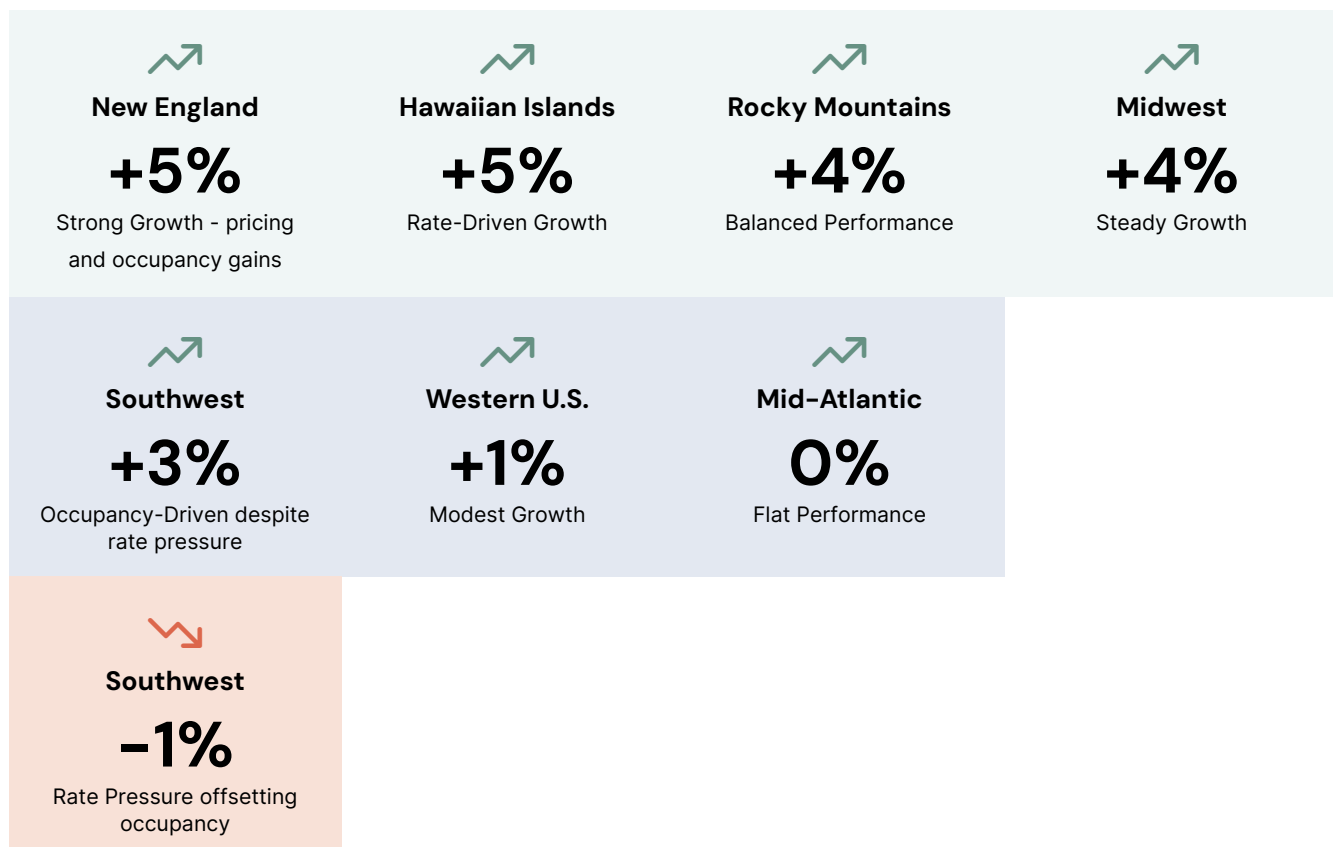 New England
+5%
Strong Growth - pricing
and occupancy gains
Hawaiian Islands
+5%
Rate-Driven Growth
Rocky Mountains
+4%
Balanced Performance
Midwest
+4%
Steady Growth
Southwest
+3%
Occupancy-Driven despite
rate pressure
Western U.S.
+1%
Modest Growth
Mid-Atlantic
0%
Flat Performance
Southwest
-1%
Rate Pressure offsetting
occupancy